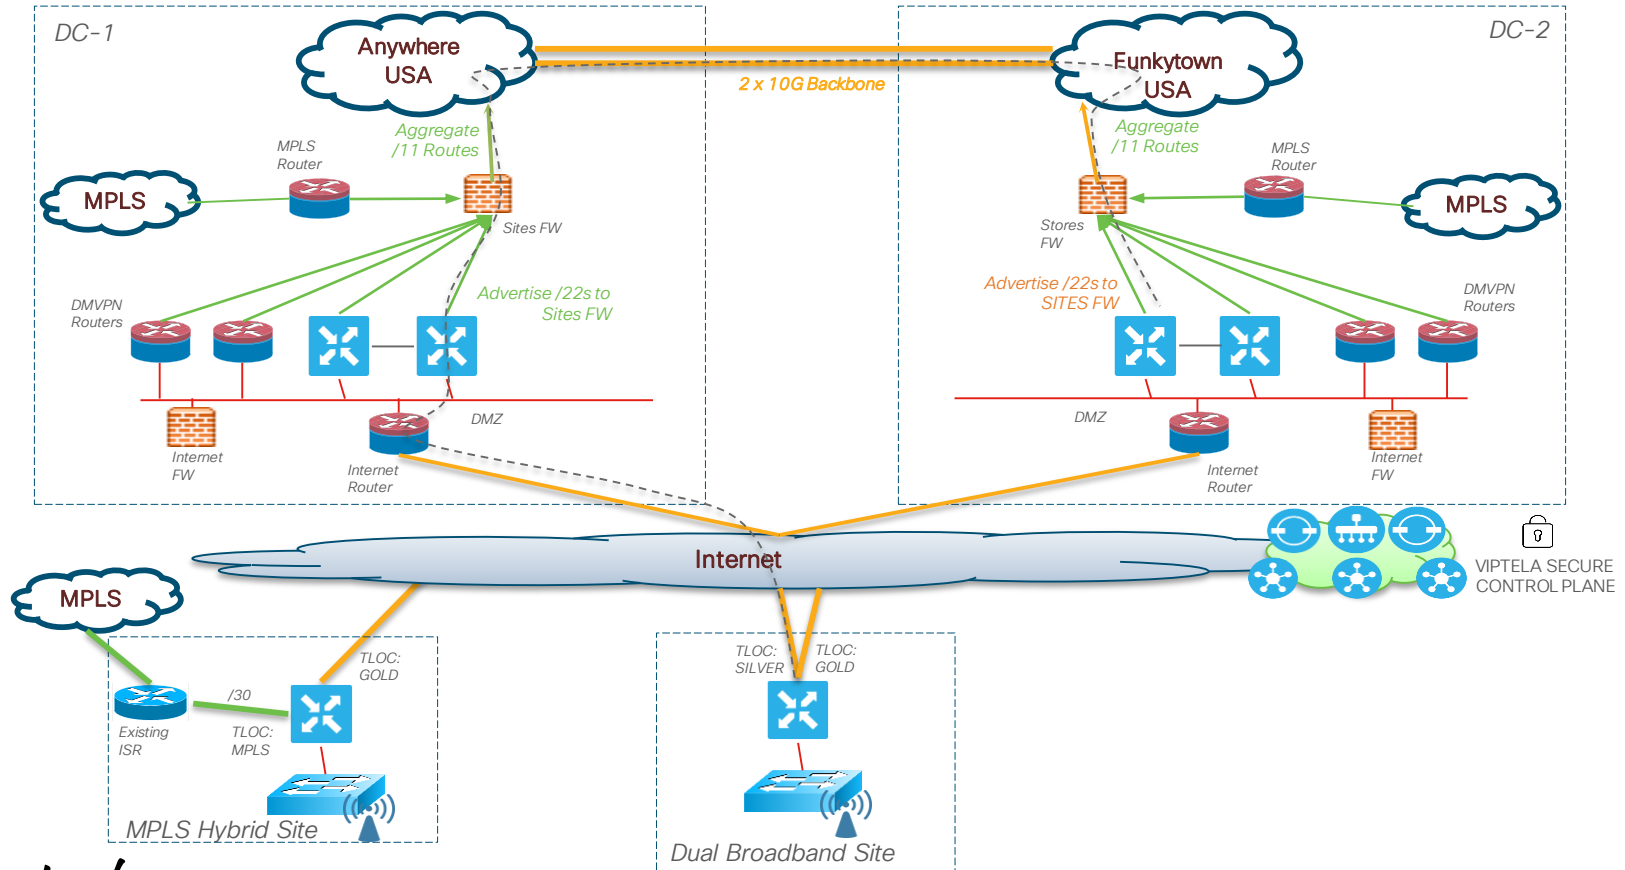 DC-1
Anywhere
USA
2 x 10G Backbone
Funkytown
USA
DC-2
Aggregate
/11 Routes
Aggregate
/11 Routes
MPLS
Router
MPLS
Router
MPLS
MPLS
Sites FW
Stores
FW
Advertise /22s to
Sites FW
Advertise /22s to
SITES FW
DMVPN
Routers
DMVPN
Routers
DMZ
DMZ
Internet
FW
Internet
Router
Internet
Router
Internet
FW
Internet
VIPTELA SECURE
CONTROL PLANE
MPLS
TLOC:
GOLD
TLOC:
SILVER
TLOC:
GOLD
/30
Existing
ISR
TLOC:
MPLS
MPLS Hybrid Site
Dual Broadband Site